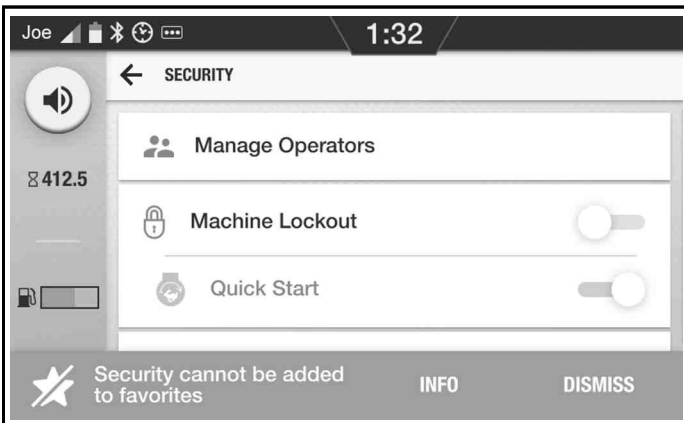 Joe
1:32
SECURITY
Manage Operators
412.5
Machine Lockout
Quick Start
Security cannot be added
to favorites
INFO
DISMISS